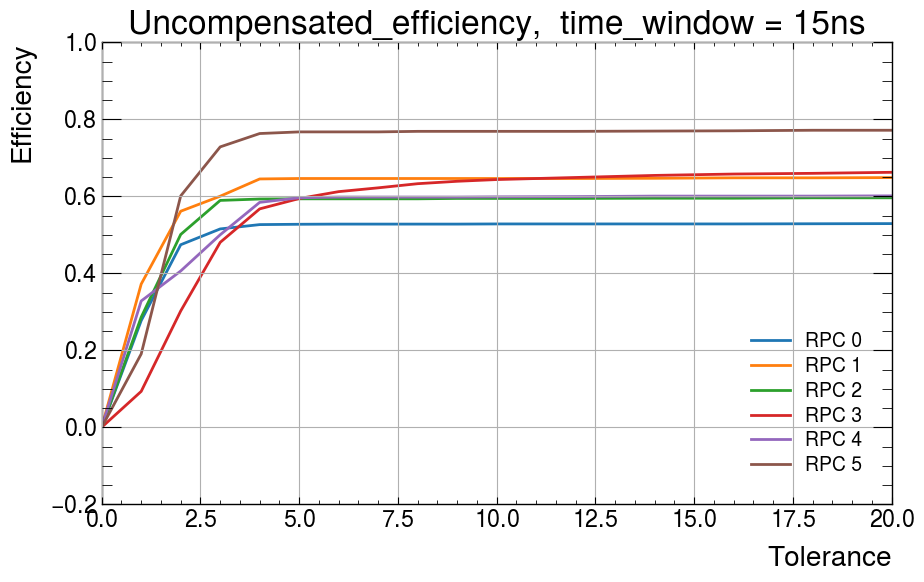 Uncompensated_efficiency, time_window = 15ns
Efficiency
1.0
0.8
0.6
0.4
0.2
0.0
−0.2
0.0 2.5 5.0 7.5 10.0 12.5 15.0 17.5 20.0
Tolerance
RPC 0
RPC 1
RPC 2
RPC 3
RPC 4
RPC 5